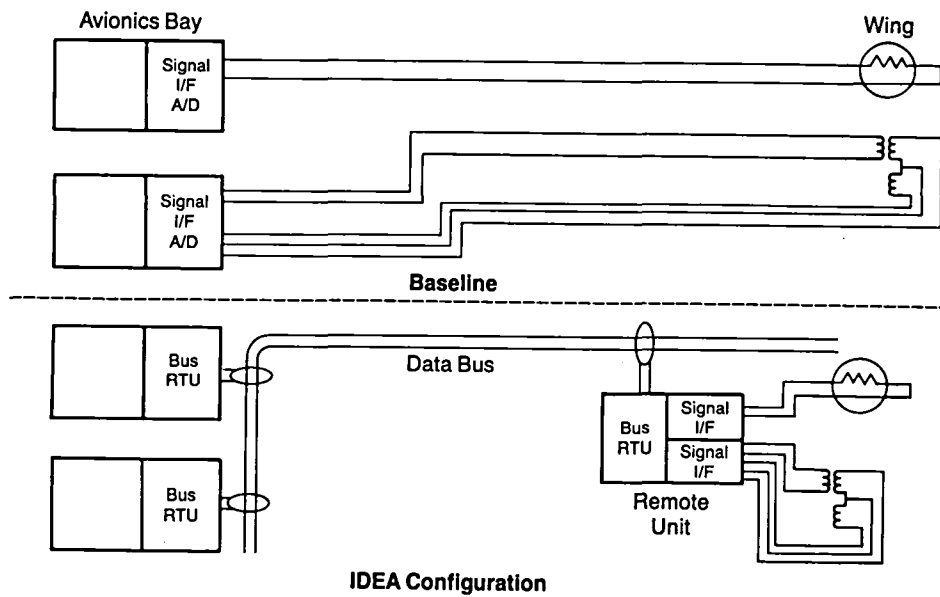 Avionics Bay
Wing
Signal
I/F
A/D
Signal
I/F
A/D
Baseline
Bus
RTU
Data Bus
Bus
RTU
Signal
I/F
Bus
RTU
Signal
I/F
Remote
Unit
IDEA Configuration